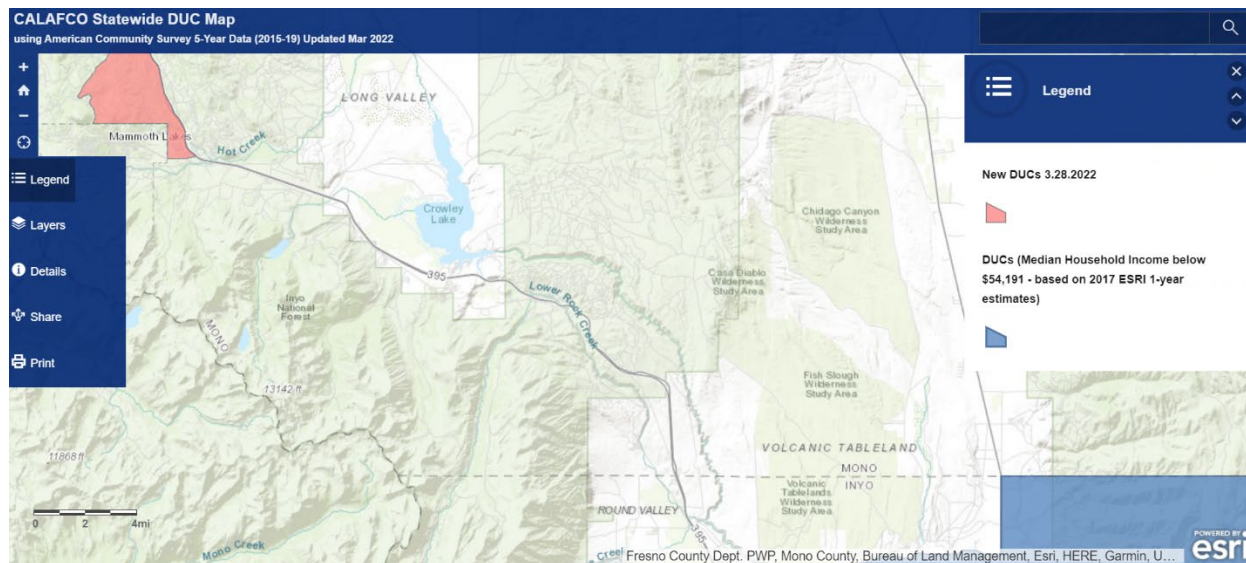 CALAFCO Statewide DUC Map
using American Community Survey 5-Year Data (2015-19) Updated Mar 2022
Legend
Layers
Details
Share
Print
Legend
New DUCs 3.28.2022
DUCs (Median Household Income below
$54,191 - based on 2017 ESRI 1-year
estimates)
LONG VALLEY
Mammoth Lakes
Hot Creek
Crowley
Lake
395
Chidago Canyon
Wilderness
Study Area
Casa Diablo
Wilderness
Study Area
Lower Rock Creek
Inyo
National
Forest
MONO
13142 ft
Fish Slough
Wilderness
Study Area
11868 ft
VOLCANIC TABLELAND
MONO
INYO
Volcanic
Tablelands
Wilderness
Study Area
ROUND VALLEY
395
0 2 4mi
Mono Creek
Creek
Fresno County Dept. PWP, Mono County, Bureau of Land Management, Esri, HERE, Garmin, U...
POWERED BY
esri